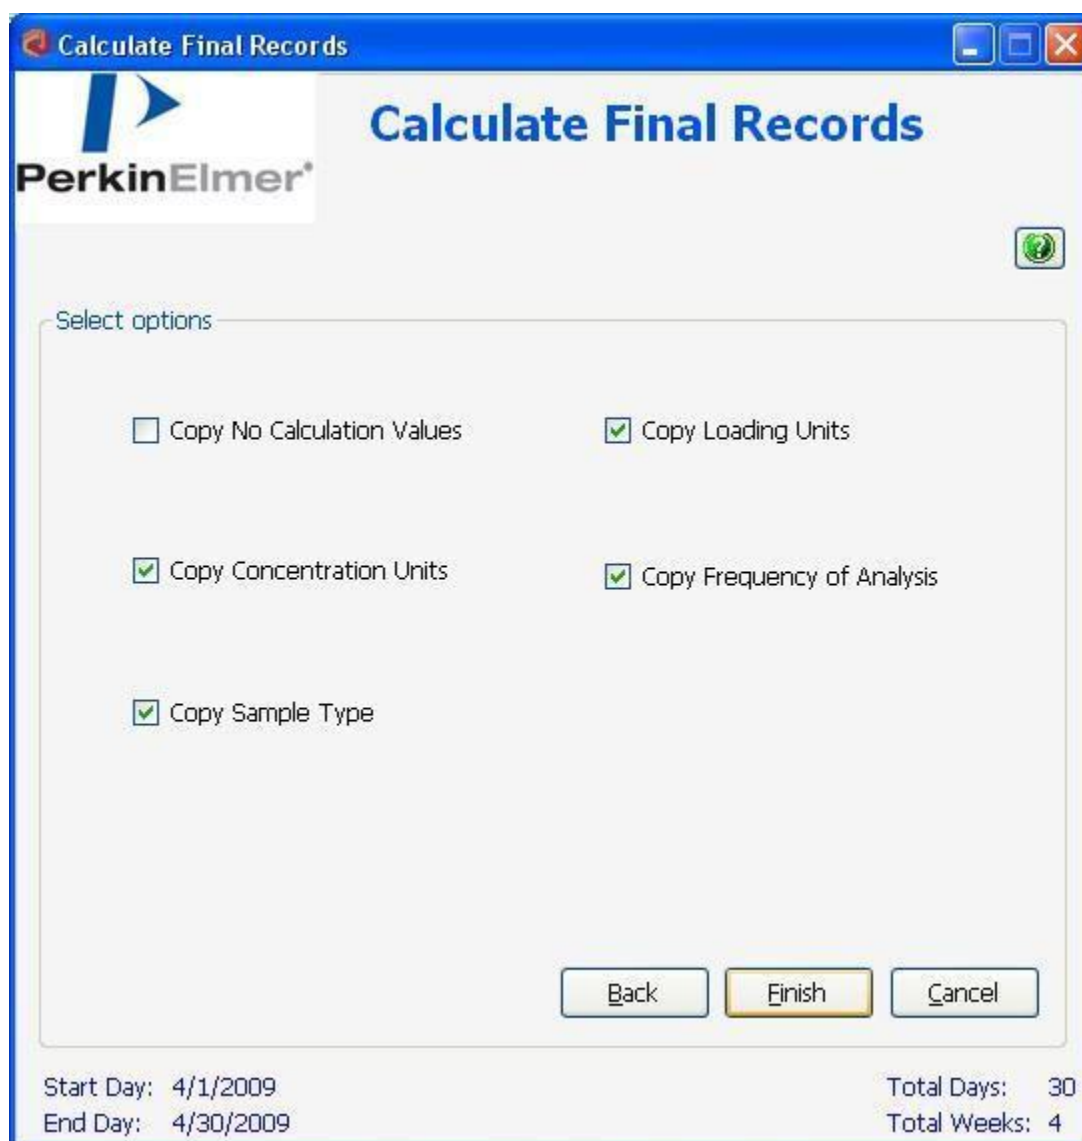 Calculate Final Records
PerkinElmer®
Calculate Final Records
Select options
Copy No Calculation Values
Copy Loading Units
Copy Concentration Units
Copy Frequency of Analysis
Copy Sample Type
Back
Finish
Cancel
Start Day: 4/1/2009
Total Days: 30
End Day: 4/30/2009
Total Weeks: 4